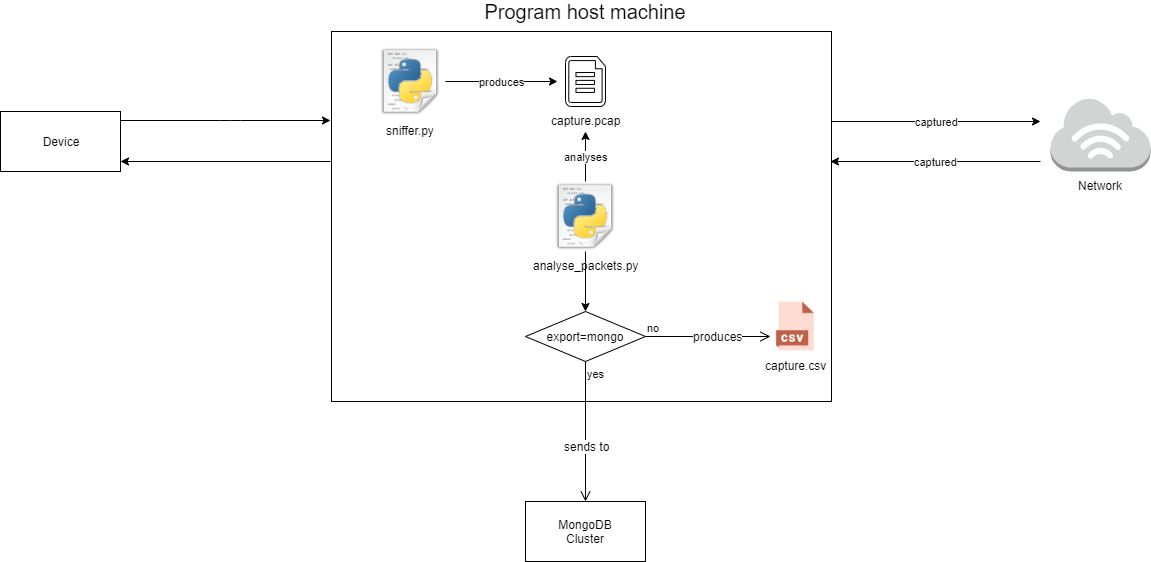 Program host machine
sniffer.py
produces
capture.pcap
Device
captured
captured
Network
analyses
analyse_packets.py
export=mongo
no
produces
CSV
capture.csv
yes
sends to
MongoDB
Cluster